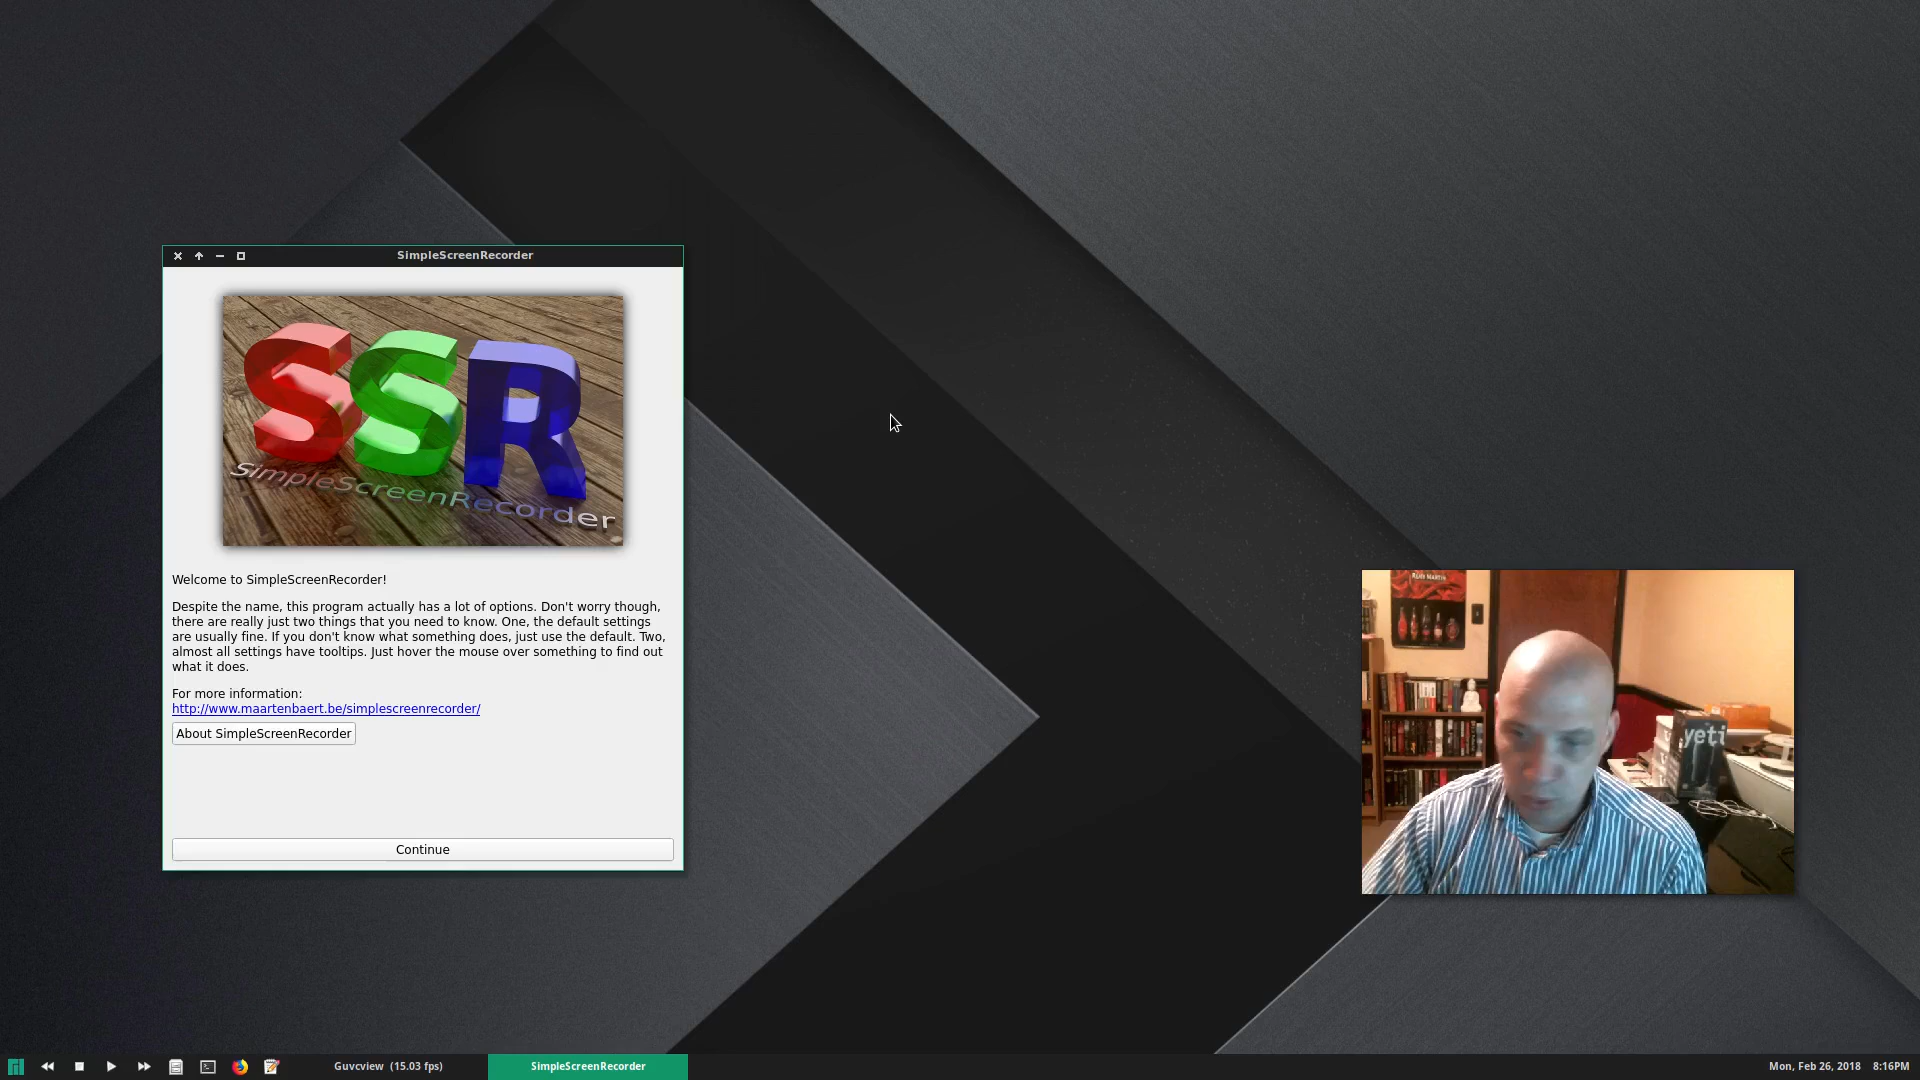 SimpleScreenRecorder
SSR
SimpleScreenRecorder
Welcome to SimpleScreenRecorder!
Despite the name, this program actually has a lot of options. Don't worry though,
there are really just two things that you need to know. One, the default settings
are usually fine. If you don't know what something does, just use the default. Two,
almost all settings have tooltips. Just hover the mouse over something to find out
what it does.
For more information:
http://www.maartenbaert.be/simplescreenrecorder/
About SimpleScreenRecorder
Continue
RÉMY MARTIN
yeti
Guvcview (15.03 fps)
SimpleScreenRecorder
Mon, Feb 26, 2018 8:16PM